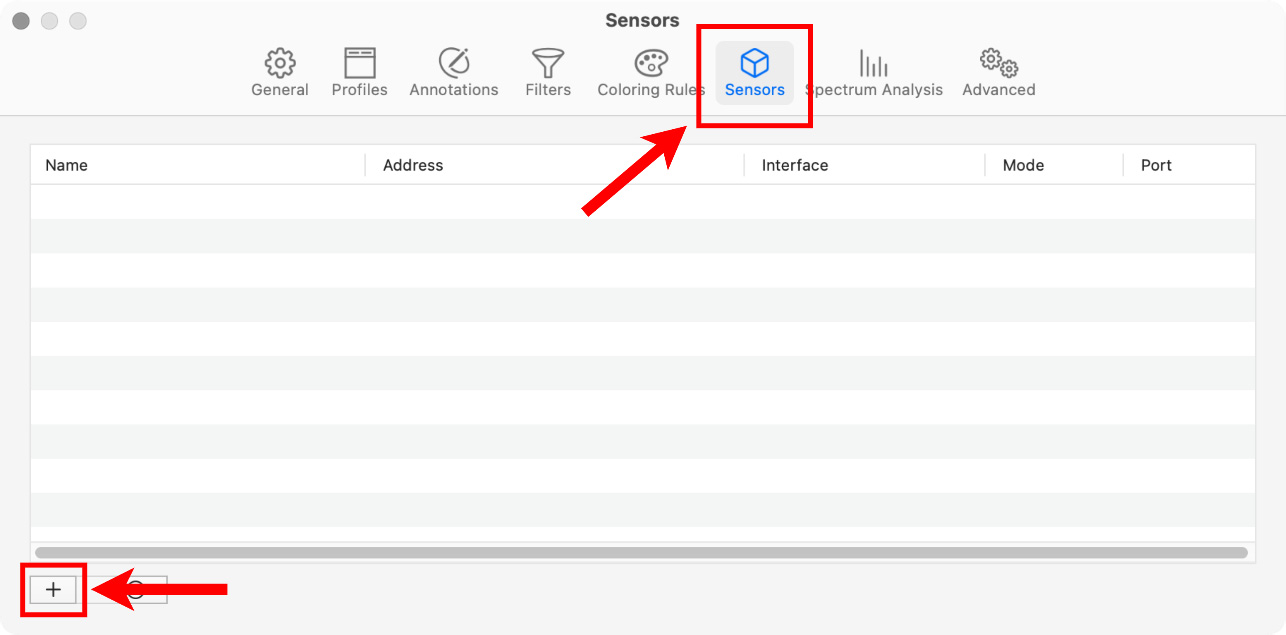 Sensors
General Profiles Annotations Filters Coloring Rules Sensors Spectrum Analysis Advanced
Name Address Interface Mode Port
+